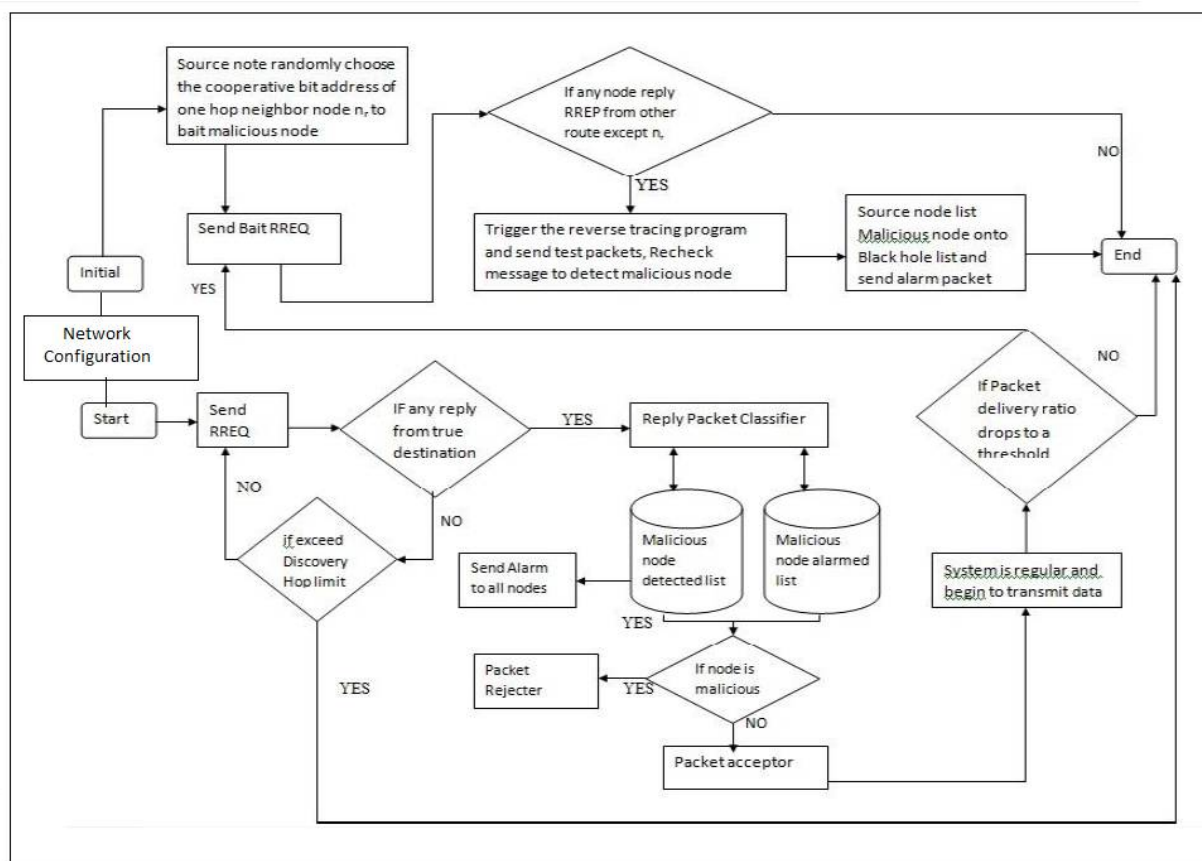 Source note randomly choose
the cooperative bit address of
one hop neighbor node n, to
bait malicious node
If any node reply
RREP from other
route except n,
NO
YES
Send Bait RREQ
Trigger the reverse tracing program
and send test packets, Recheck
message to detect malicious node
Source node list
Malicious node onto
Black hole list and
send alarm packet
End
Initial
YES
Network
Configuration
NO
Start
Send
RREQ
IF any reply
from true
destination
YES
Reply Packet Classifier
If Packet
delivery ratio
drops to a
threshold
NO
NO
if exceed
Discovery
Hop limit
Malicious
node
detected list
Malicious
node alarmed
list
Send Alarm
to all nodes
System is regular and
begin to transmit data
YES
If node is
malicious
YES
Packet
Rejecter
YES
NO
Packet acceptor